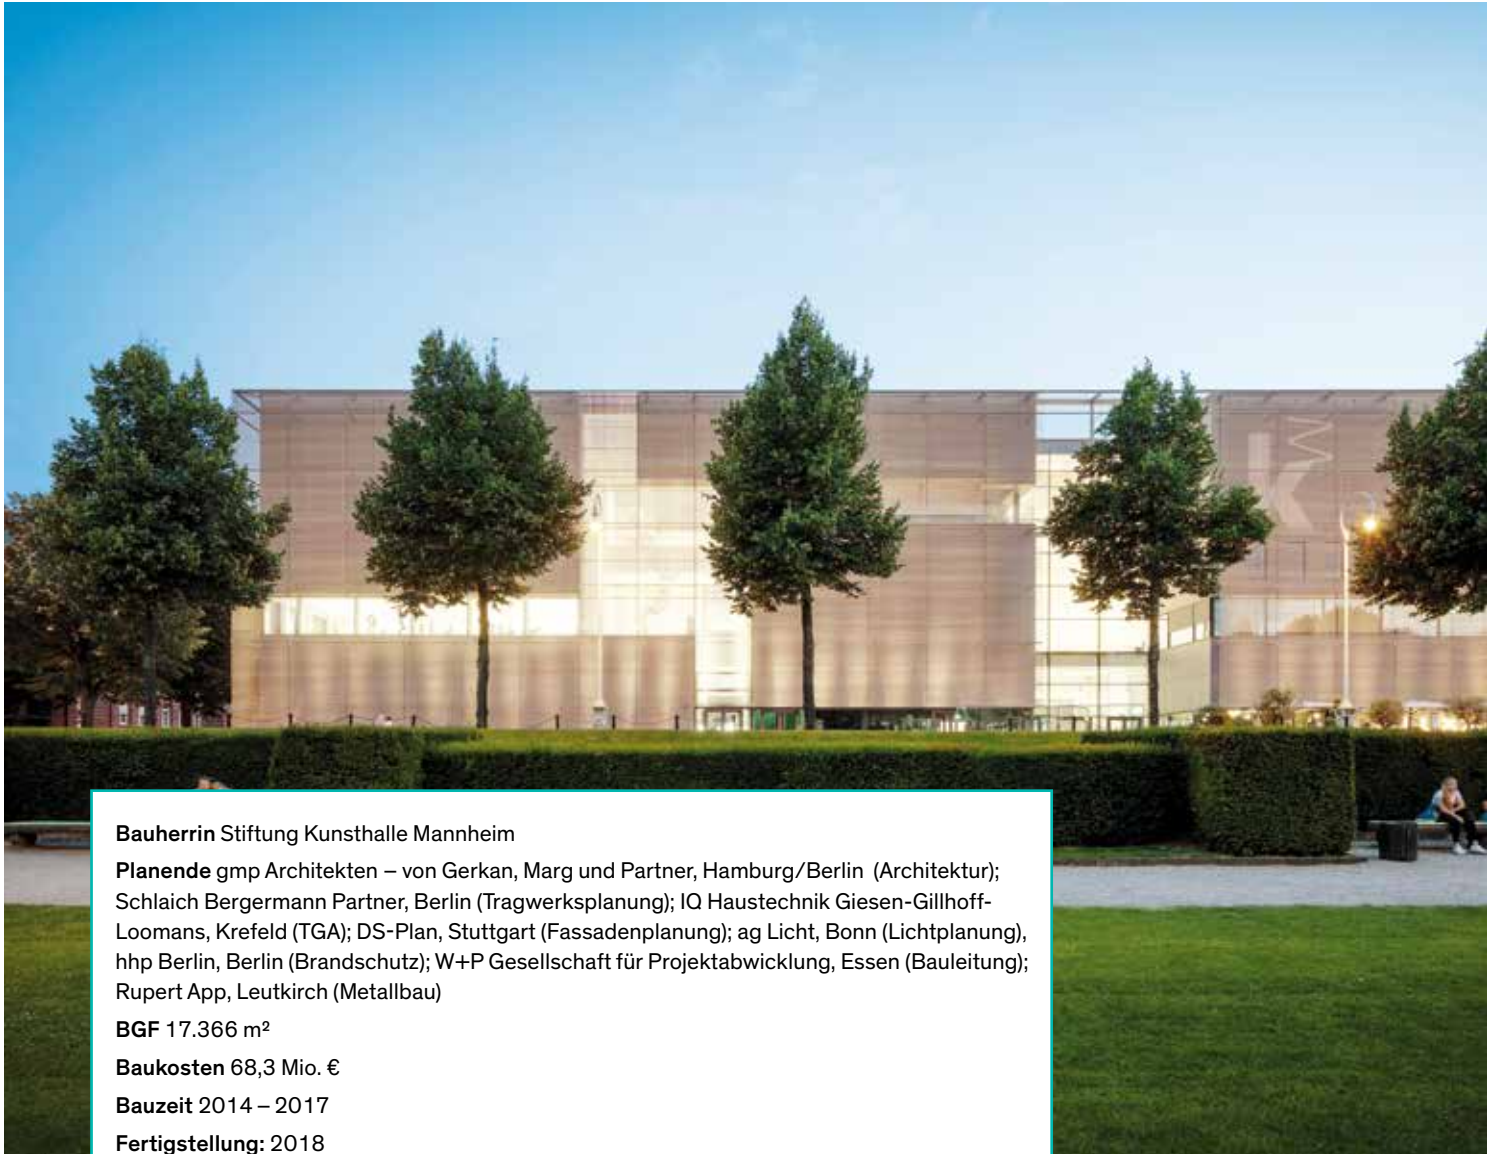 k
Bauherrin Stiftung Kunsthalle Mannheim
Planende gmp Architekten – von Gerkan, Marg und Partner, Hamburg/Berlin (Architektur);
Schlaich Bergermann Partner, Berlin (Tragwerksplanung); IQ Haustechnik Giesen-Gillhoff-
Loomans, Krefeld (TGA); DS-Plan, Stuttgart (Fassadenplanung); ag Licht, Bonn (Lichtplanung),
hhp Berlin, Berlin (Brandschutz); W+P Gesellschaft für Projektabwicklung, Essen (Bauleitung);
Rupert App, Leutkirch (Metallbau)
BGF 17.366 m²
Baukosten 68,3 Mio. €
Bauzeit 2014 – 2017
Fertigstellung: 2018